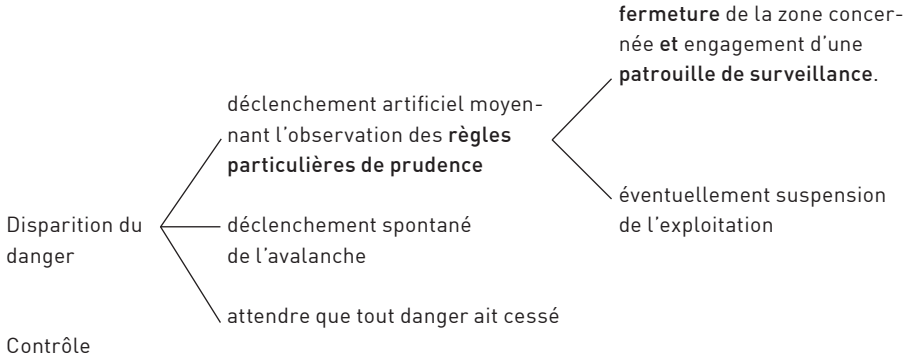 fermeture de la zone concer-
née et engagement d'une
patrouille de surveillance.
déclenchement artificiel moyen-
nant l'observation des règles
particulières de prudence
éventuellement suspension
de l'exploitation
Disparition du
danger
déclenchement spontané
de l'avalanche
attendre que tout danger ait cessé
Contrôle